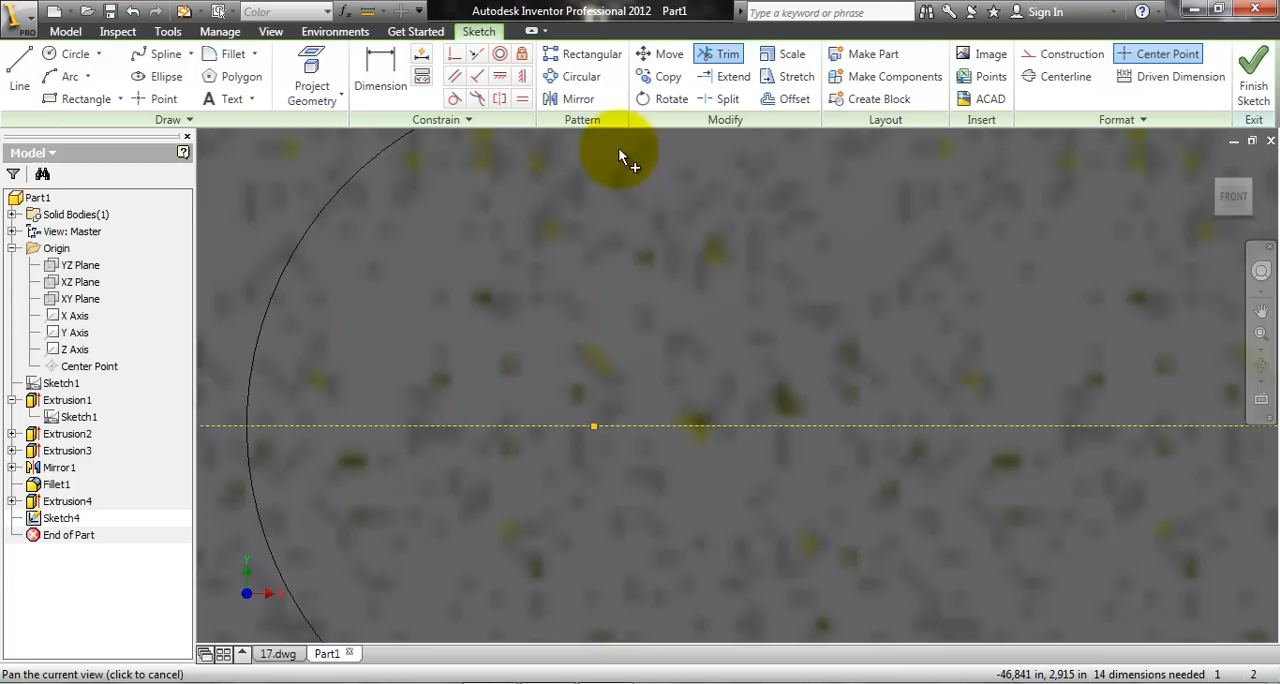 Color
Autodesk Inventor Professional 2012 Part1
Type a keyword or phrase
Sign In
PRO
Model Inspect Tools Manage View Environments Get Started Sketch
Line
Circle
Arc
Rectangle
Spline
Ellipse
Point
Fillet
Polygon
Text
Project
Geometry
Dimension
Rectangular
Circular
Mirror
Move
Copy
Rotate
Trim
Extend
Split
Scale
Stretch
Offset
Make Part
Make Components
Create Block
Image
Points
ACAD
Construction
Centerline
Center Point
Driven Dimension
Finish
Sketch
Draw Constrain Pattern Modify Layout Insert Format Exit
Model
Part1
Solid Bodies(1)
View: Master
Origin
YZ Plane
XZ Plane
XY Plane
X Axis
Y Axis
Z Axis
Center Point
Sketch1
Extrusion1
Sketch1
Extrusion2
Extrusion3
Mirror1
Fillet1
Extrusion4
Sketch4
End of Part
FRONT
Y
X
17.dwg Part1
Pan the current view (click to cancel)
-46,841 in, 2,915 in 14 dimensions needed 1 2